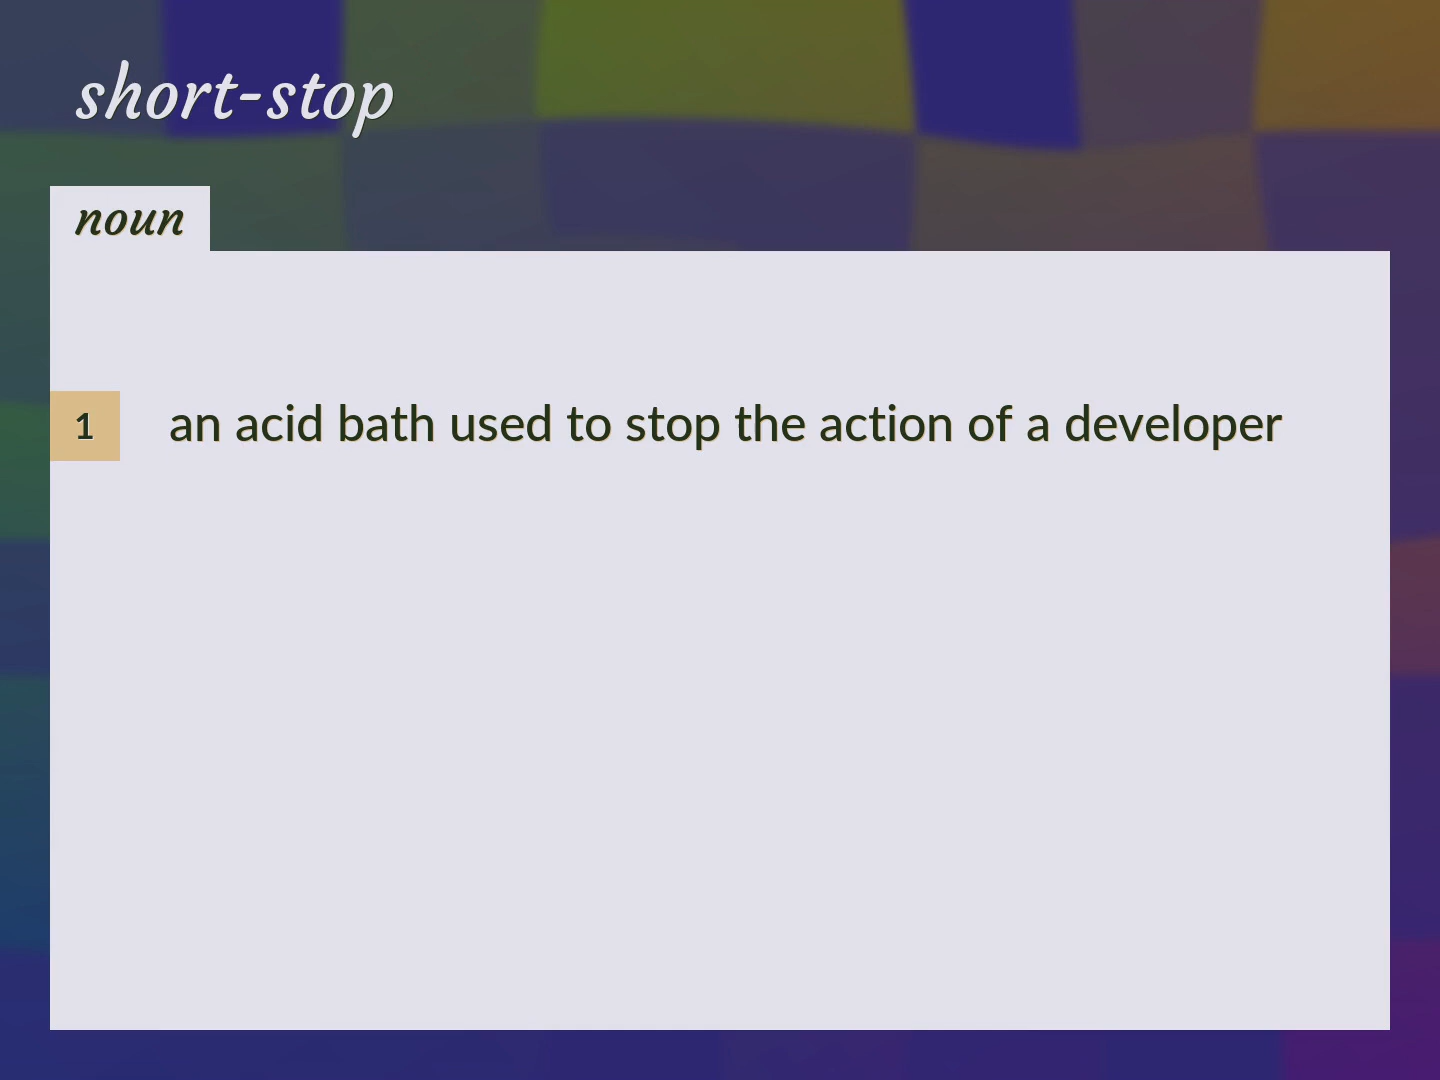 short-stop
noun
1 an acid bath used to stop the action of a developer